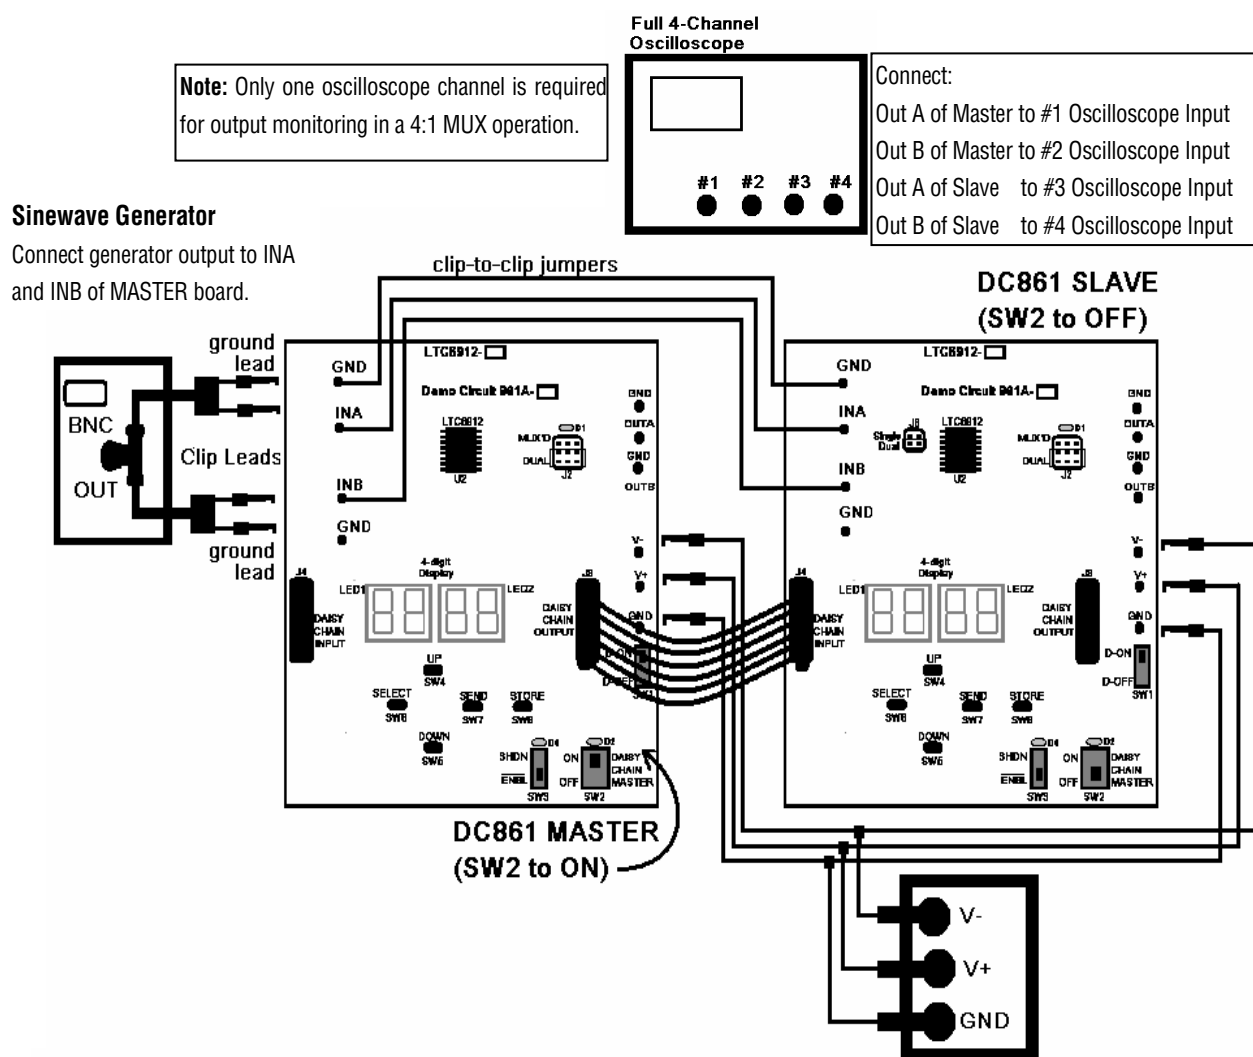 Full 4-Channel
Oscilloscope
Note: Only one oscilloscope channel is required
for output monitoring in a 4:1 MUX operation.
Connect:
Out A of Master to #1 Oscilloscope Input
Out B of Master to #2 Oscilloscope Input
Out A of Slave to #3 Oscilloscope Input
Out B of Slave to #4 Oscilloscope Input
#1 #2 #3 #4
Sinewave Generator
Connect generator output to INA
and INB of MASTER board.
clip-to-clip jumpers
DC861 SLAVE
(SW2 to OFF)
ground
lead
BNC
OUT
Clip Leads
ground
lead
GND
INA
INB
GND
LTC6912-
Demo Circuit 961A-
LTC6912
U2
MUX'D
DUAL
D1
J2
GND
OUTA
GND
OUTB
V-
V+
GND
J4
DAISY
CHAIN
INPUT
LED1
4-digit
Display
LED2
J3
DAISY
CHAIN
OUTPUT
D-ON
D-OFF
SW1
UP
SW4
SELECT
SW6
SEND
SW7
STORE
SW8
DOWN
SW5
SHDN
ENBL
D4
SW3
ON
OFF
D2
SW2
DAISY
CHAIN
MASTER
DC861 MASTER
(SW2 to ON)
GND
INA
INB
GND
LTC6912-
Demo Circuit 961A-
Single
Dual
LTC6912
U2
MUX'D
DUAL
D1
J2
GND
OUTA
GND
OUTB
V-
V+
GND
J4
DAISY
CHAIN
INPUT
LED1
4-digit
Display
LED2
J3
DAISY
CHAIN
OUTPUT
D-ON
D-OFF
SW1
UP
SW4
SELECT
SW6
SEND
SW7
STORE
SW8
DOWN
SW5
SHDN
ENBL
D4
SW3
ON
OFF
D2
SW2
DAISY
CHAIN
MASTER
V-
V+
GND